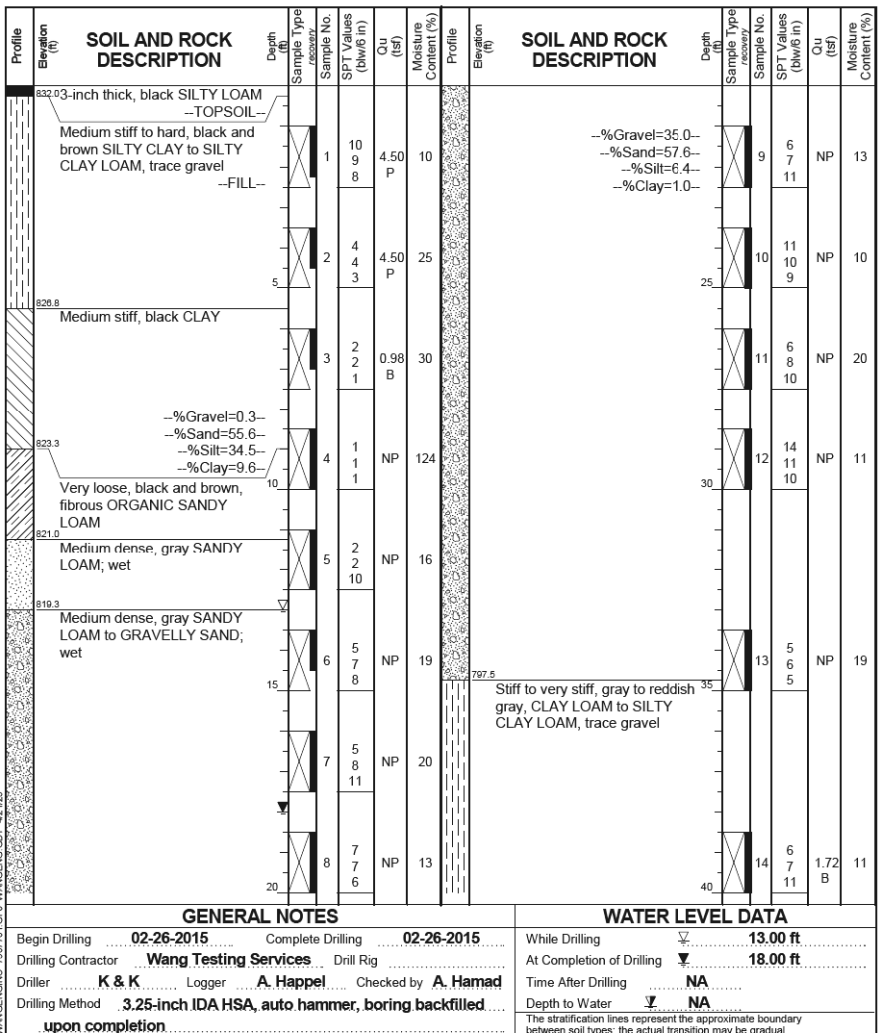 Profile
Elevation
(ft)
SOIL AND ROCK
DESCRIPTION
Depth
(ft)
Sample Type
recovery
Sample No.
SPT Values
(blw/6 in)
Qu
(tsf)
Moisture
Content (%)
Profile
Elevation
(ft)
SOIL AND ROCK
DESCRIPTION
Depth
(ft)
Sample Type
recovery
Sample No.
SPT Values
(blw/6 in)
Qu
(tsf)
Moisture
Content (%)
832.0 3-inch thick, black SILTY LOAM
--TOPSOIL--
Medium stiff to hard, black and
brown SILTY CLAY to SILTY
CLAY LOAM, trace gravel
--FILL--
1
10
9
8
4.50
P
10
2
4
4
3
4.50
P
25
5
826.8
Medium stiff, black CLAY
3
2
2
1
0.98
B
30
--%Gravel=0.3--
--%Sand=55.6--
--%Silt=34.5--
--%Clay=9.6--
823.3
4
1
1
1
NP
124
10
Very loose, black and brown,
fibrous ORGANIC SANDY
LOAM
821.0
Medium dense, gray SANDY
LOAM; wet
5
2
2
10
NP
16
819.3
Medium dense, gray SANDY
LOAM to GRAVELLY SAND;
wet
6
5
7
8
NP
19
15
7
5
8
11
NP
20
8
7
7
6
NP
13
20
--%Gravel=35.0--
--%Sand=57.6--
--%Silt=6.4--
--%Clay=1.0--
9
6
7
11
NP
13
10
11
10
9
NP
10
25
11
6
8
10
NP
20
12
14
11
10
NP
11
30
13
5
6
5
NP
19
797.5
35
Stiff to very stiff, gray to reddish
gray, CLAY LOAM to SILTY
CLAY LOAM, trace gravel
14
6
7
11
1.72
B
11
40
GENERAL NOTES
Begin Drilling 02-26-2015 Complete Drilling 02-26-2015
Drilling Contractor Wang Testing Services Drill Rig
Driller K & K Logger A. Happel Checked by A. Hamad
Drilling Method 3.25-inch IDA HSA, auto hammer, boring backfilled
upon completion
WATER LEVEL DATA
While Drilling 13.00 ft
At Completion of Drilling 18.00 ft
Time After Drilling NA
Depth to Water NA
The stratification lines represent the approximate boundary
between soil types; the actual transition may be gradual